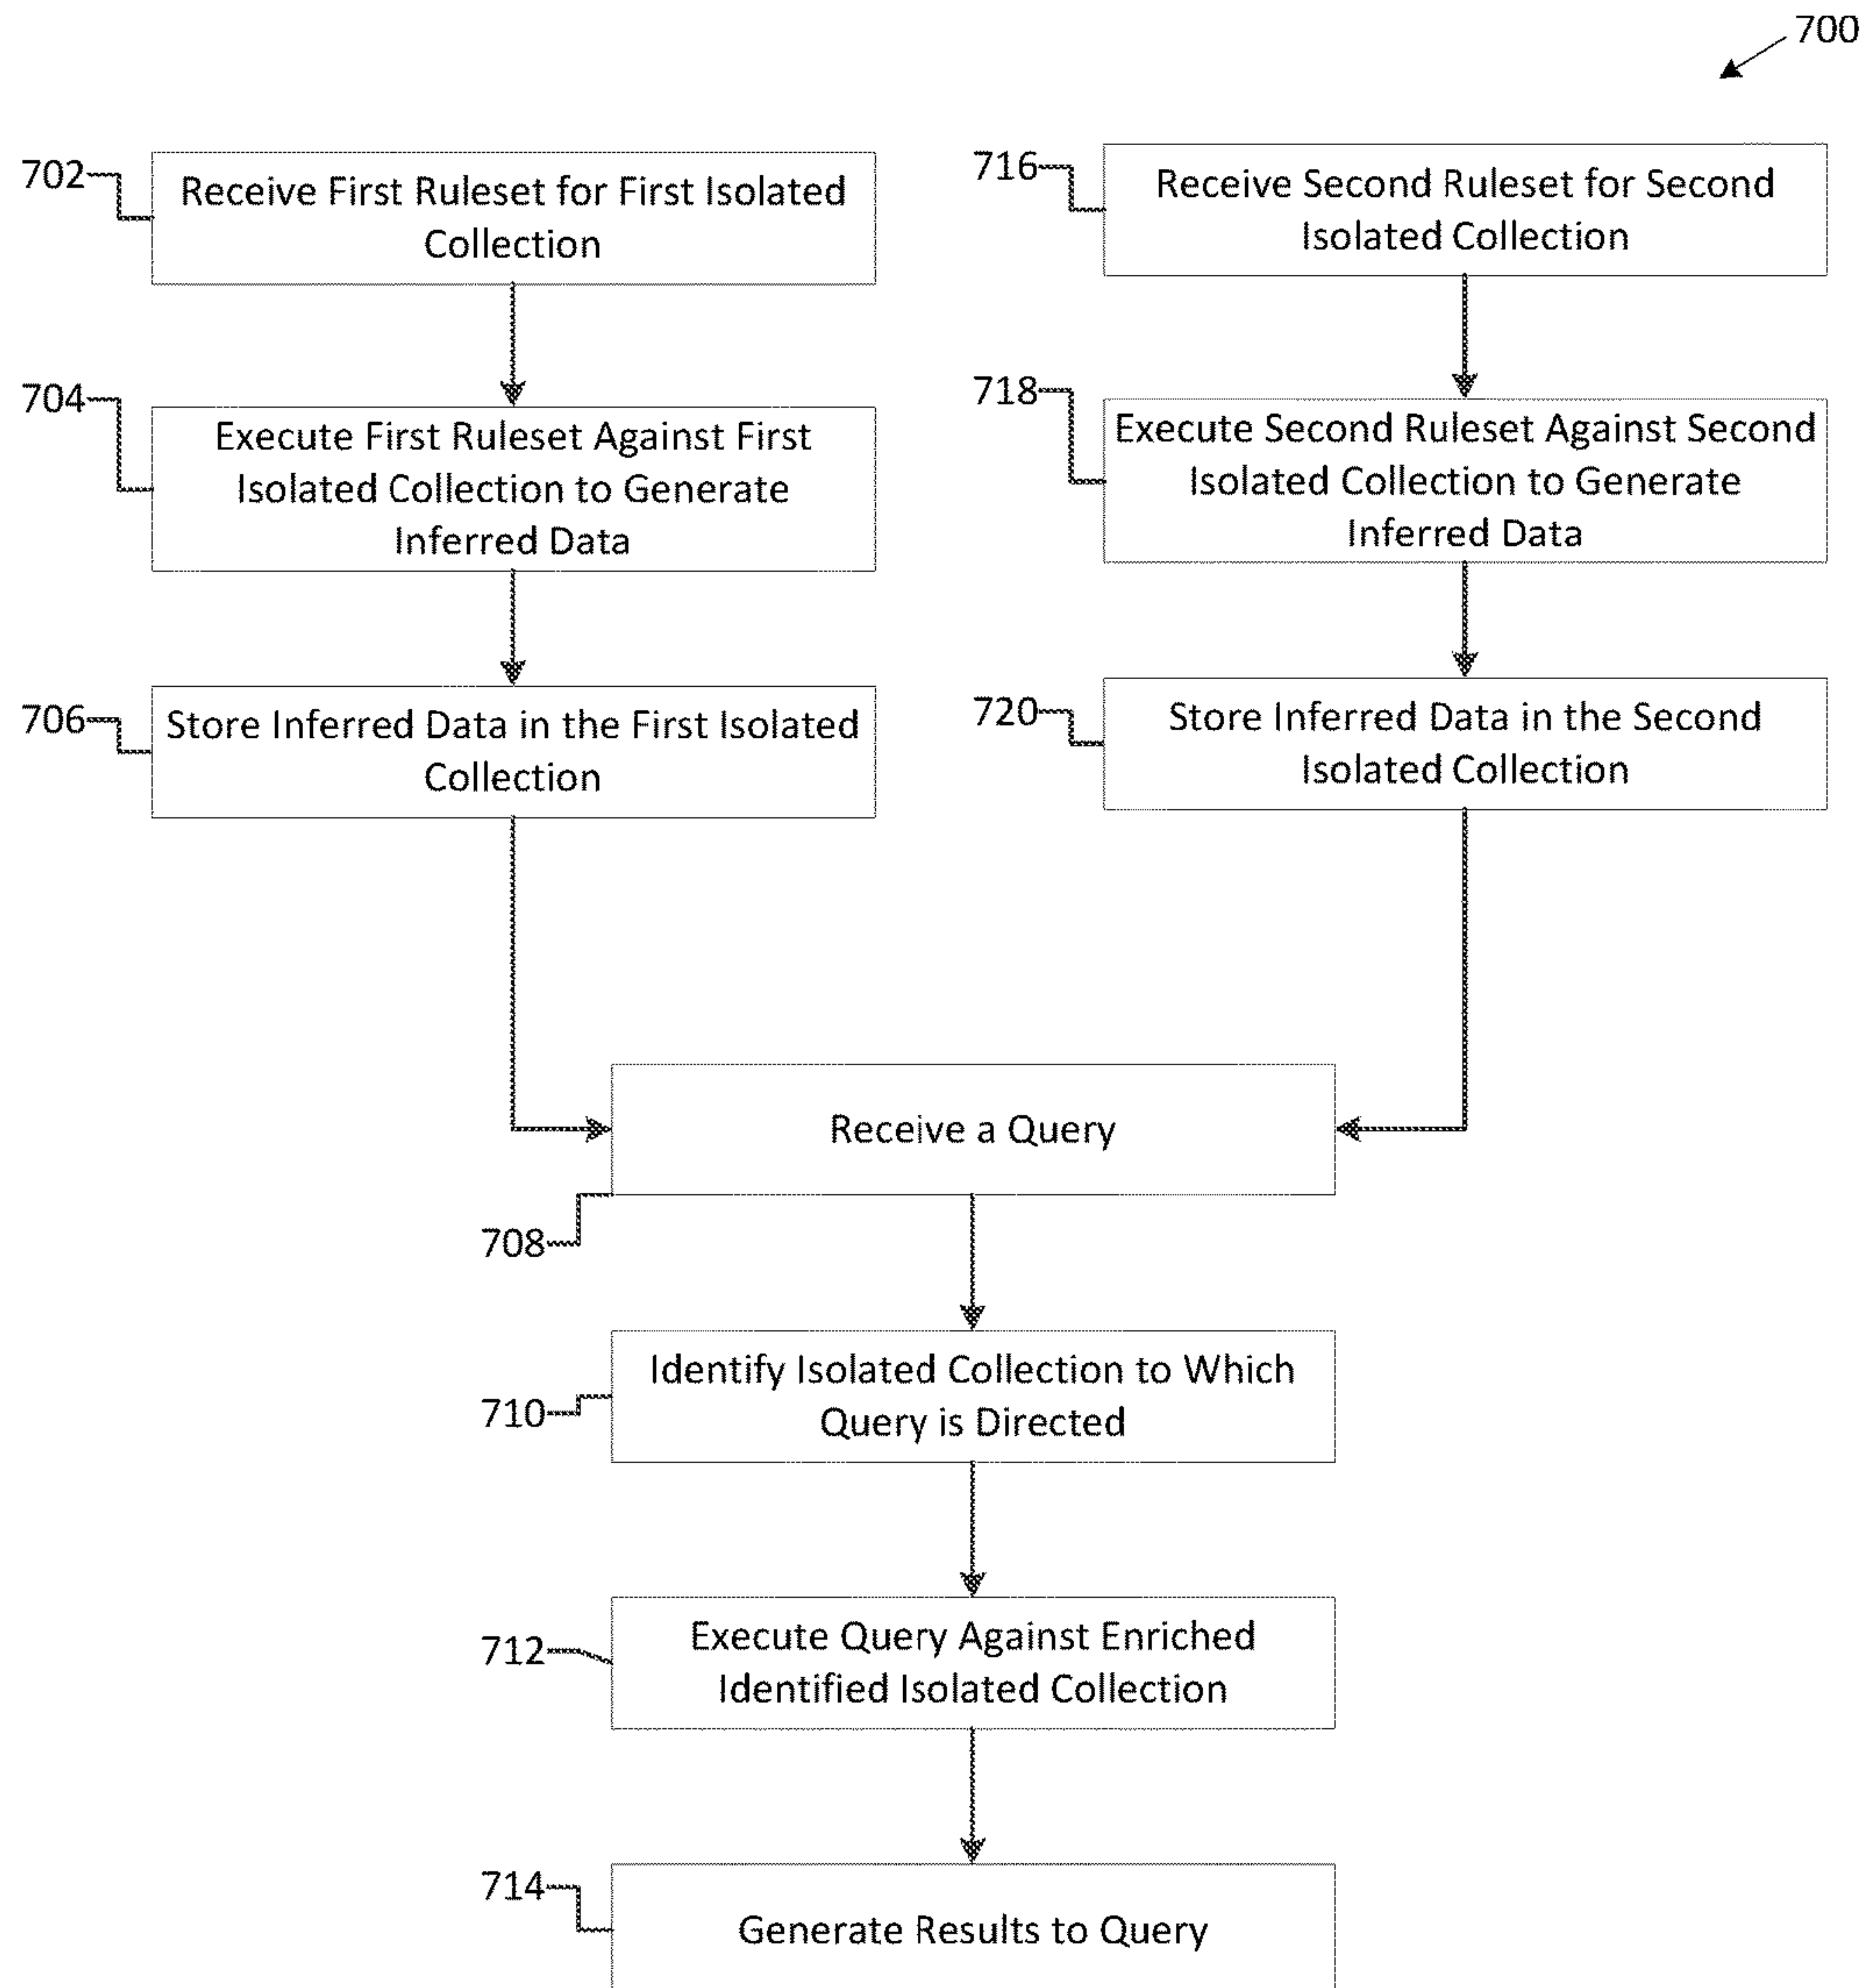 700
702
Receive First Ruleset for First Isolated
Collection
704
Execute First Ruleset Against First
Isolated Collection to Generate
Inferred Data
706
Store Inferred Data in the First Isolated
Collection
716
Receive Second Ruleset for Second
Isolated Collection
718
Execute Second Ruleset Against Second
Isolated Collection to Generate
Inferred Data
720
Store Inferred Data in the Second
Isolated Collection
Receive a Query
708
Identify Isolated Collection to Which
Query is Directed
710
Execute Query Against Enriched
Identified Isolated Collection
712
714
Generate Results to Query